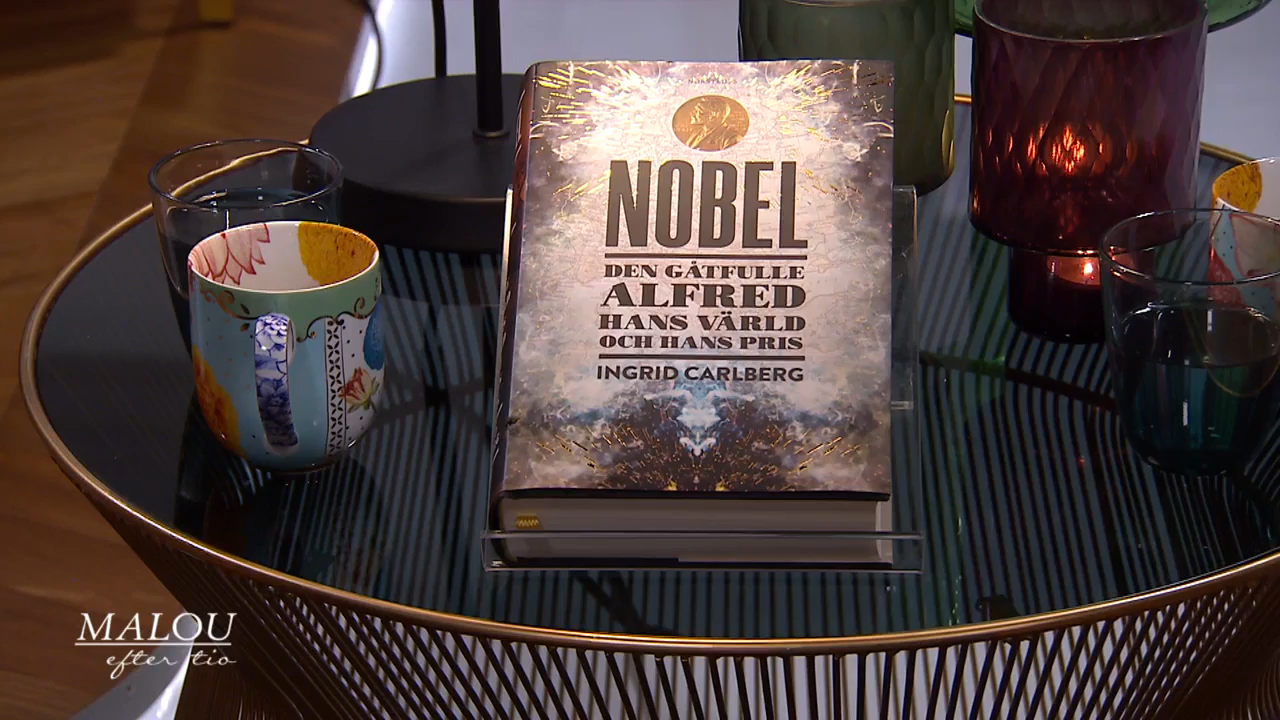 NOBEL
DEN GÅTFULLE
ALFRED
HANS VÄRLD
OCH HANS PRIS
INGRID CARLBERG
MALOU
efter tio